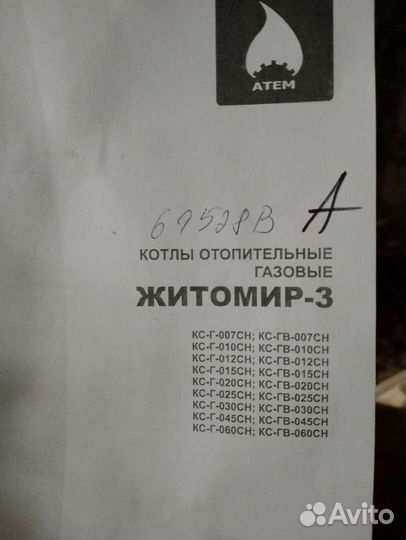 АТЕМ
69528В А
КОТЛЫ ОТОПИТЕЛЬНЫЕ
ГАЗОВЫЕ
ЖИТОМИР-3
КС-Г-007СН; КС-ГВ-007СН
КС-Г-010СН; КС-ГВ-010СН
КС-Г-012СН; КС-ГВ-012СН
КС-Г-015СН; КС-ГВ-015СН
КС-Г-020СН; КС-ГВ-020СН
КС-Г-025СН; КС-ГВ-025СН
КС-Г-030СН; КС-ГВ-030СН
КС-Г-045СН; КС-ГВ-045СН
КС-Г-060СН; КС-ГВ-060СН
Avito